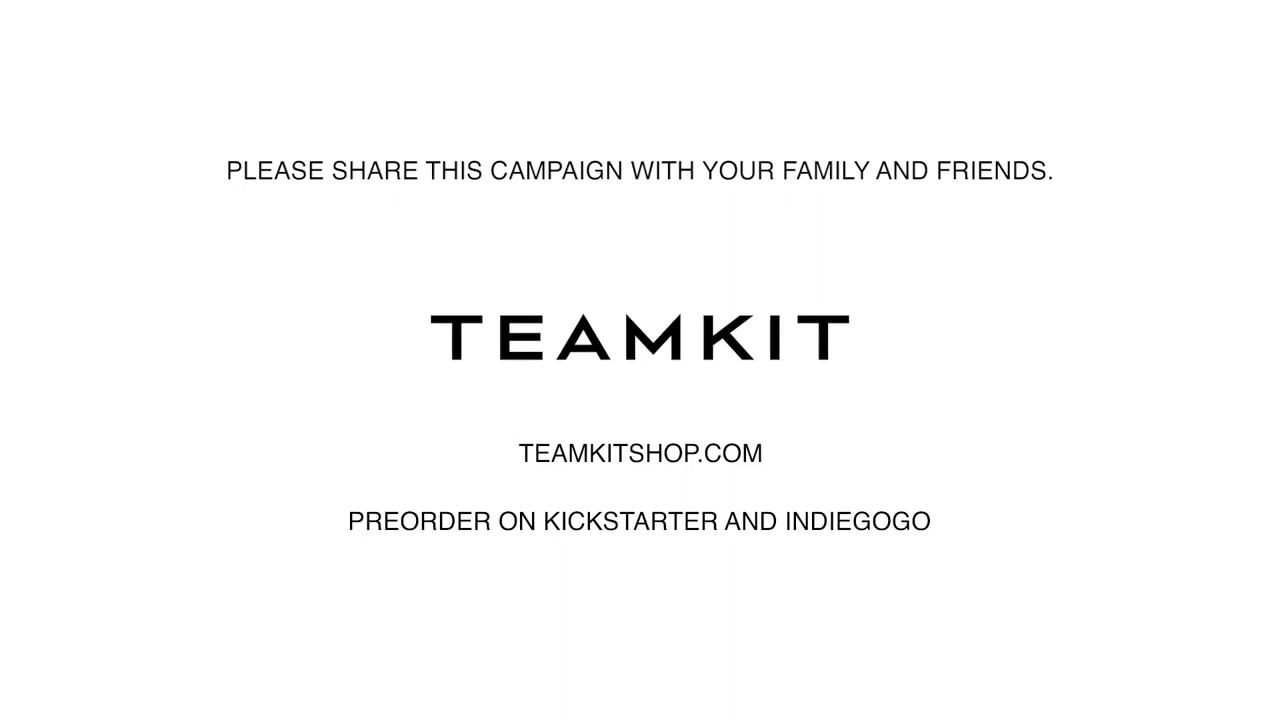 PLEASE SHARE THIS CAMPAIGN WITH YOUR FAMILY AND FRIENDS.
TEAMKIT
TEAMKITSHOP.COM
PREORDER ON KICKSTARTER AND INDIEGOGO